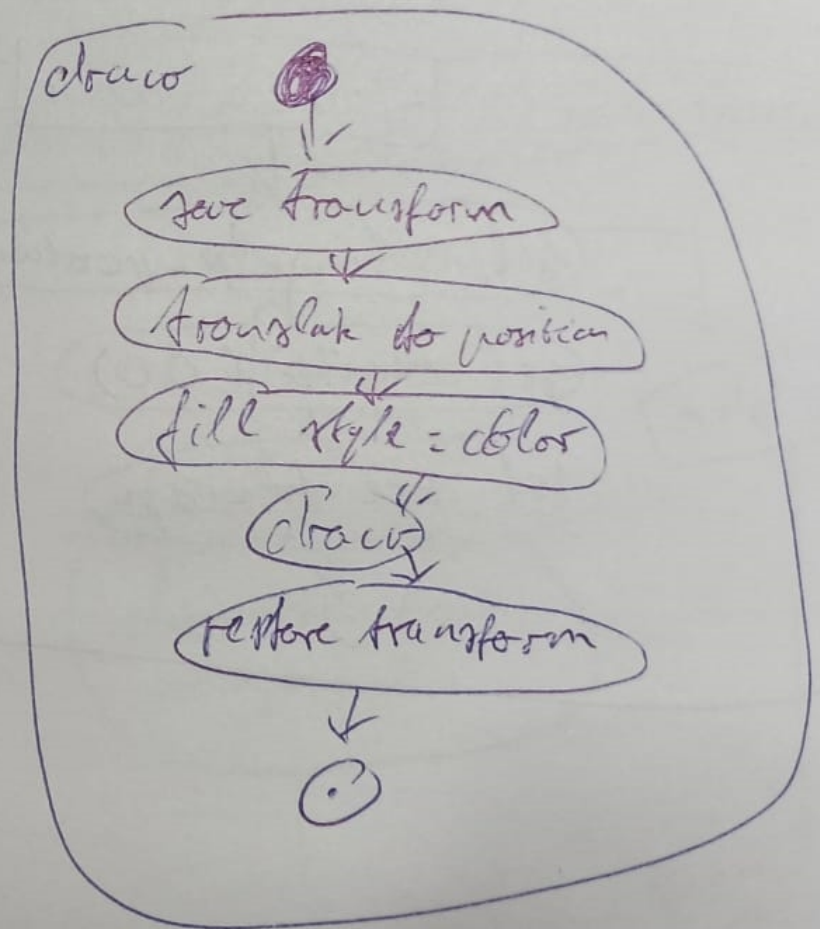 draw
save transform
translate to position
fill style = color
draw
restore transform